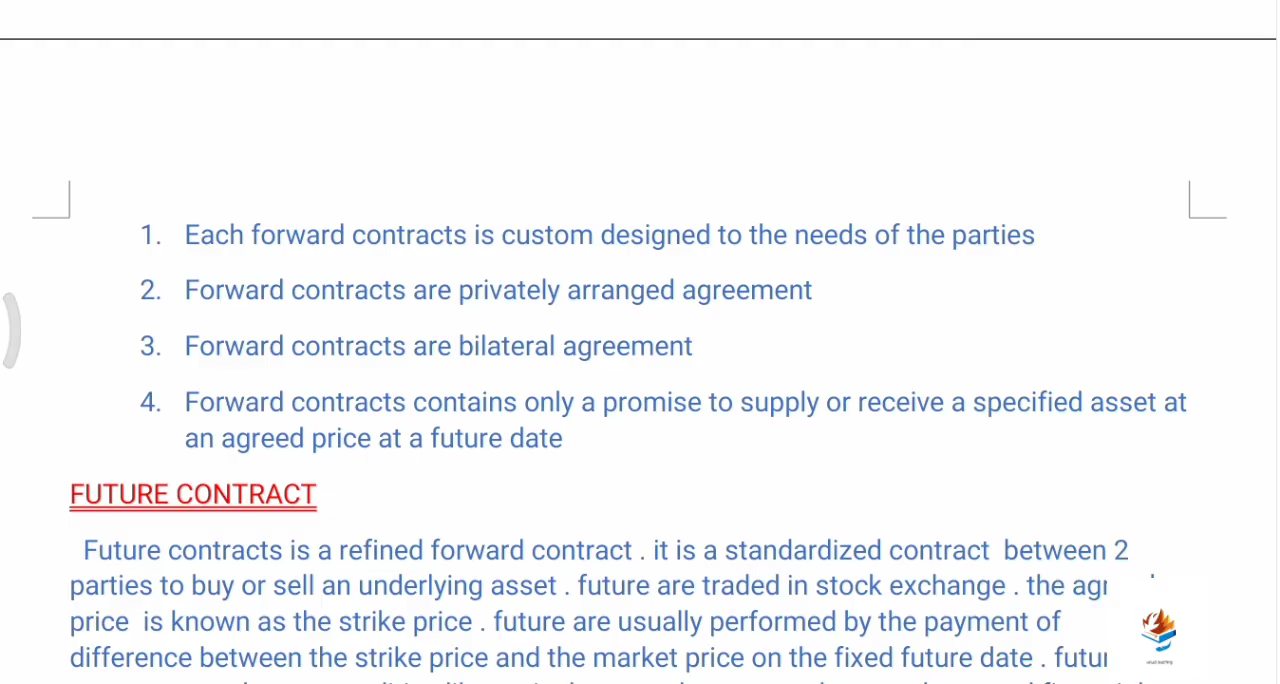 1. Each forward contracts is custom designed to the needs of the parties
2. Forward contracts are privately arranged agreement
3. Forward contracts are bilateral agreement
4. Forward contracts contains only a promise to supply or receive a specified asset at
an agreed price at a future date
FUTURE CONTRACT
Future contracts is a refined forward contract . it is a standardized contract between 2
parties to buy or sell an underlying asset . future are traded in stock exchange . the
price is known as the strike price . future are usually performed by the payment of
difference between the strike price and the market price on the fixed future date .